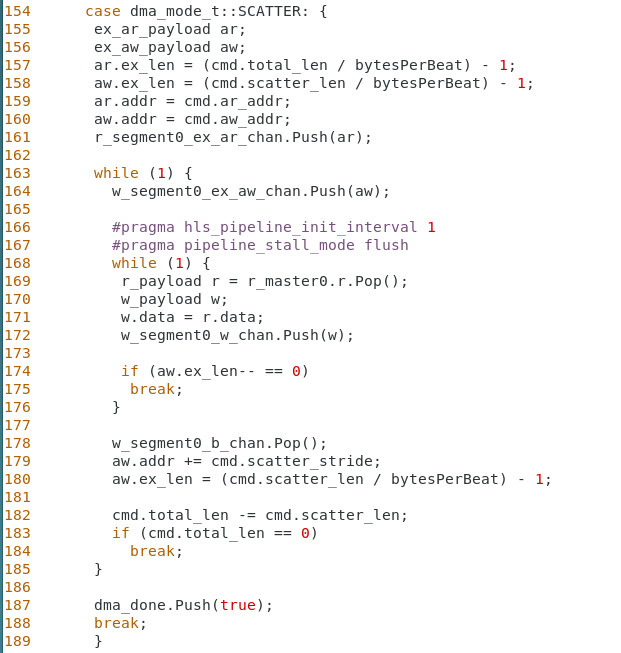 154      case dma_mode_t::SCATTER: {
155       ex_ar_payload ar;
156       ex_aw_payload aw;
157       ar.ex_len = (cmd.total_len / bytesPerBeat) - 1;
158       aw.ex_len = (cmd.scatter_len / bytesPerBeat) - 1;
159       ar.addr = cmd.ar_addr;
160       aw.addr = cmd.aw_addr;
161       r_segment0_ex_ar_chan.Push(ar);
162
163       while (1) {
164         w_segment0_ex_aw_chan.Push(aw);
165
166         #pragma hls_pipeline_init_interval 1
167         #pragma pipeline_stall_mode flush
168         while (1) {
169          r_payload r = r_master0.r.Pop();
170          w_payload w;
171          w.data = r.data;
172          w_segment0_w_chan.Push(w);
173
174          if (aw.ex_len-- == 0)
175           break;
176         }
177
178         w_segment0_b_chan.Pop();
179         aw.addr += cmd.scatter_stride;
180         aw.ex_len = (cmd.scatter_len / bytesPerBeat) - 1;
181
182         cmd.total_len -= cmd.scatter_len;
183         if (cmd.total_len == 0)
184           break;
185       }
186
187       dma_done.Push(true);
188       break;
189       }